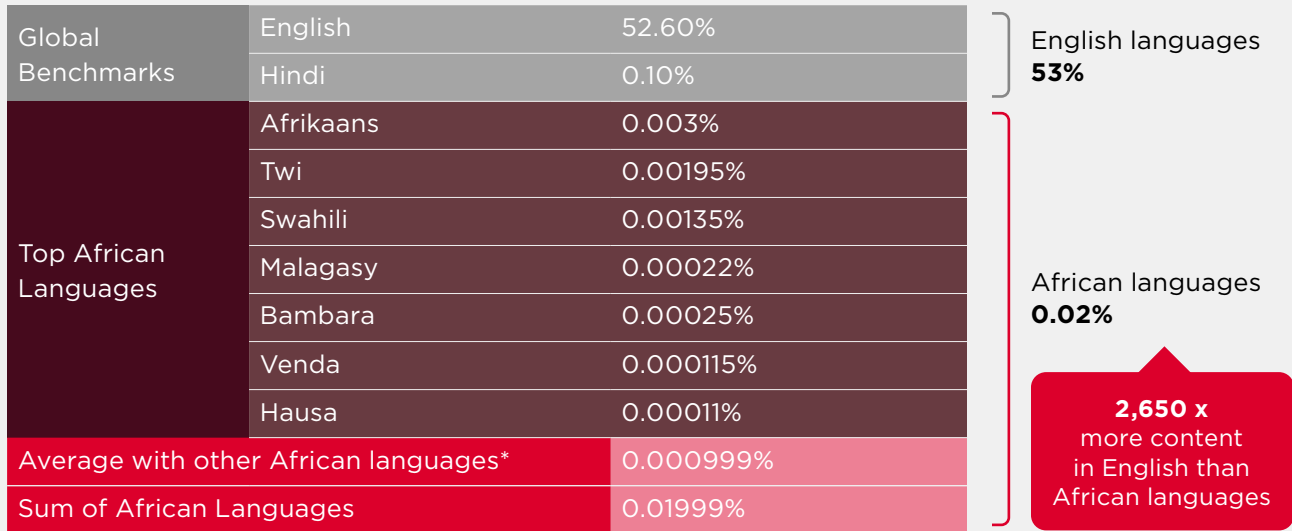 Global
Benchmarks
English 52.60%
Hindi 0.10%
English languages
53%
Top African
Languages
Afrikaans 0.003%
Twi 0.00195%
Swahili 0.00135%
Malagasy 0.00022%
Bambara 0.00025%
Venda 0.000115%
Hausa 0.00011%
African languages
0.02%
2,650 x
more content
in English than
African languages
Average with other African languages* 0.000999%
Sum of African Languages 0.01999%